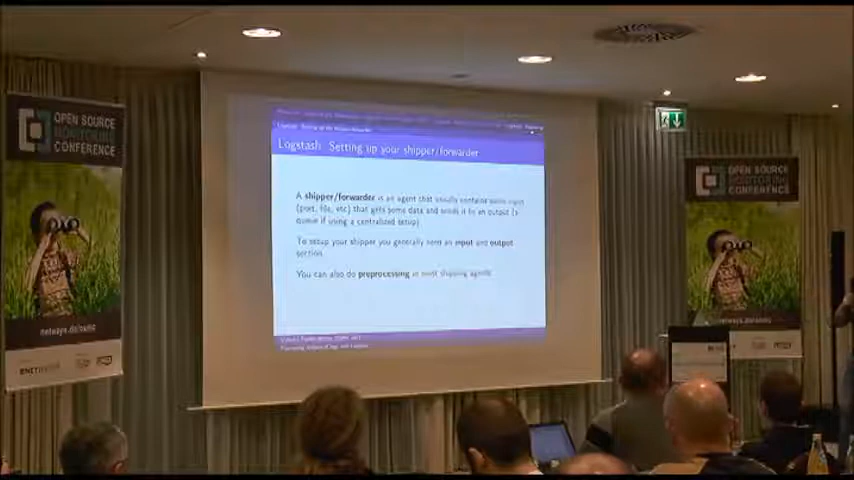 OPEN SOURCE
MONITORING
CONFERENCE
netways.de/osmc
Logstash Setting up your shipper/forwarder
A shipper/forwarder is an agent that usually contains some input
(port, file, etc) that gets some data and sends it to an output (a
queue if using a centralized setup)
To setup your shipper you generally need an input and output
section.
You can also do preprocessing in most shipping agents
OPEN SOURCE
MONITORING
CONFERENCE